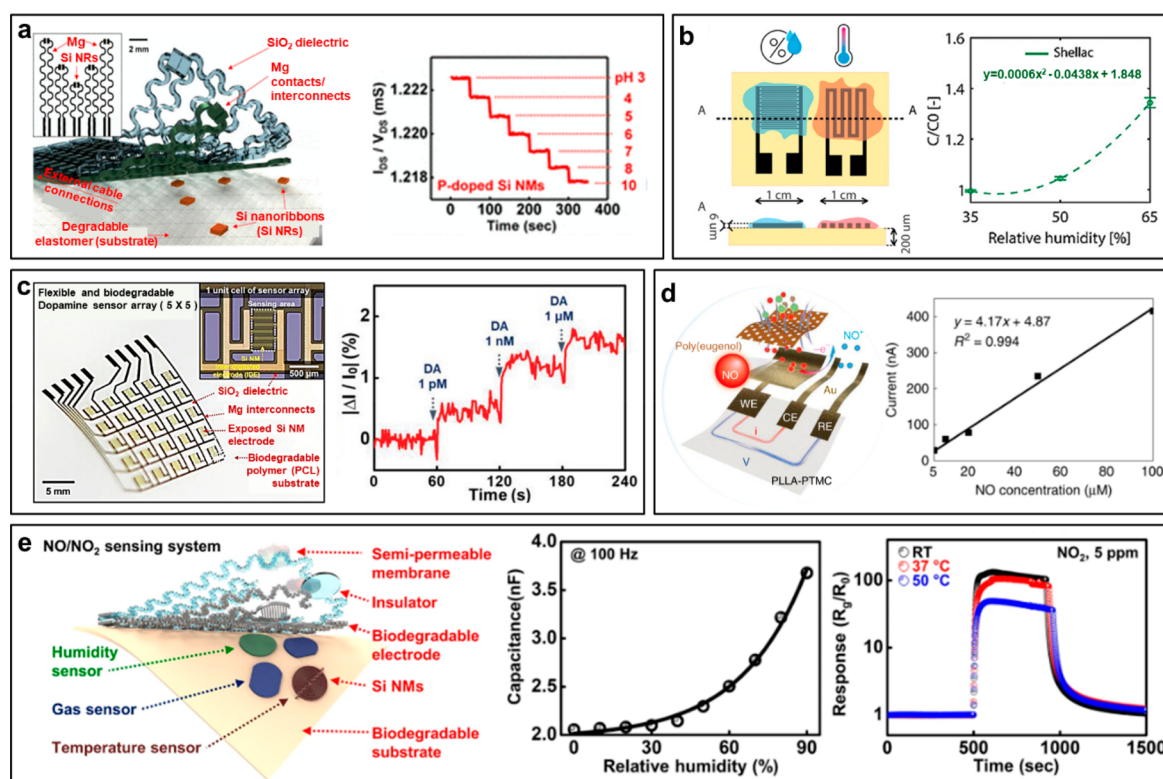 a
Mg
Si NRs
2 mm
SiO2 dielectric
Mg
contacts/
interconnects
External cable
connections
Degradable
elastomer (substrate)
Si nanoribbons
(Si NRs)
IDS / VDS (mS)
1.222
1.220
1.218
pH 3
4
5
6
7
8
10
P-doped Si NMs
0 100 200 300 400
Time (sec)
b
%
A
A
1 cm
1 cm
A
6 um
200 um
Shellac
y=0.0006x² - 0.0438x + 1.848
C/C0 [-]
1.6
1.4
1.2
1
35 50 65
Relative humidity [%]
c
Flexible and biodegradable
Dopamine sensor array ( 5 X 5 )
1 unit cell of sensor array
Sensing area
Si NM
electrode (IDE)
500 μm
SiO2 dielectric
Mg interconnects
Exposed Si NM
electrode
Biodegradable
polymer (PCL)
substrate
5 mm
|ΔI / I0| (%)
2
1
0
DA
1 pM
DA
1 nM
DA
1 μM
0 60 120 180 240
Time (s)
d
Poly(eugenol)
NO
NO+
e-
Au
WE
CE
RE
i
V
PLLA-PTMC
y = 4.17x + 4.87
R² = 0.994
Current (nA)
400
300
200
100
0
5 20 40 60 80 100
NO concentration (μM)
e
NO/NO2 sensing system
Semi-permeable
membrane
Insulator
Biodegradable
electrode
Si NMs
Biodegradable
substrate
Humidity
sensor
Gas sensor
Temperature sensor
@ 100 Hz
Capacitance(nF)
4.0
3.5
3.0
2.5
2.0
0 30 60 90
Relative humidity (%)
RT
37 °C
50 °C
NO2, 5 ppm
Response (Rg/R0)
100
10
1
0 500 1000 1500
Time (sec)